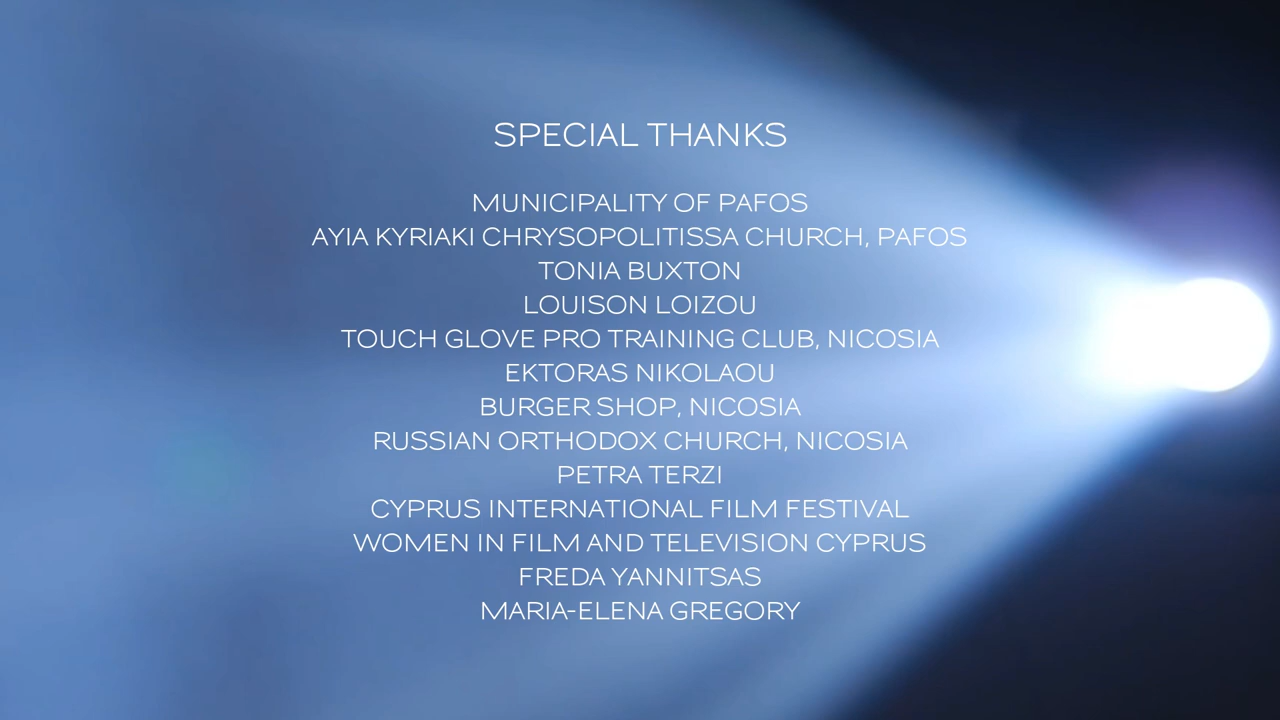 SPECIAL THANKS
MUNICIPALITY OF PAFOS
AYIA KYRIAKI CHRYSOPOLITISSA CHURCH, PAFOS
TONIA BUXTON
LOUISON LOIZOU
TOUCH GLOVE PRO TRAINING CLUB, NICOSIA
EKTORAS NIKOLAOU
BURGER SHOP, NICOSIA
RUSSIAN ORTHODOX CHURCH, NICOSIA
PETRA TERZI
CYPRUS INTERNATIONAL FILM FESTIVAL
WOMEN IN FILM AND TELEVISION CYPRUS
FREDA YANNITSAS
MARIA-ELENA GREGORY